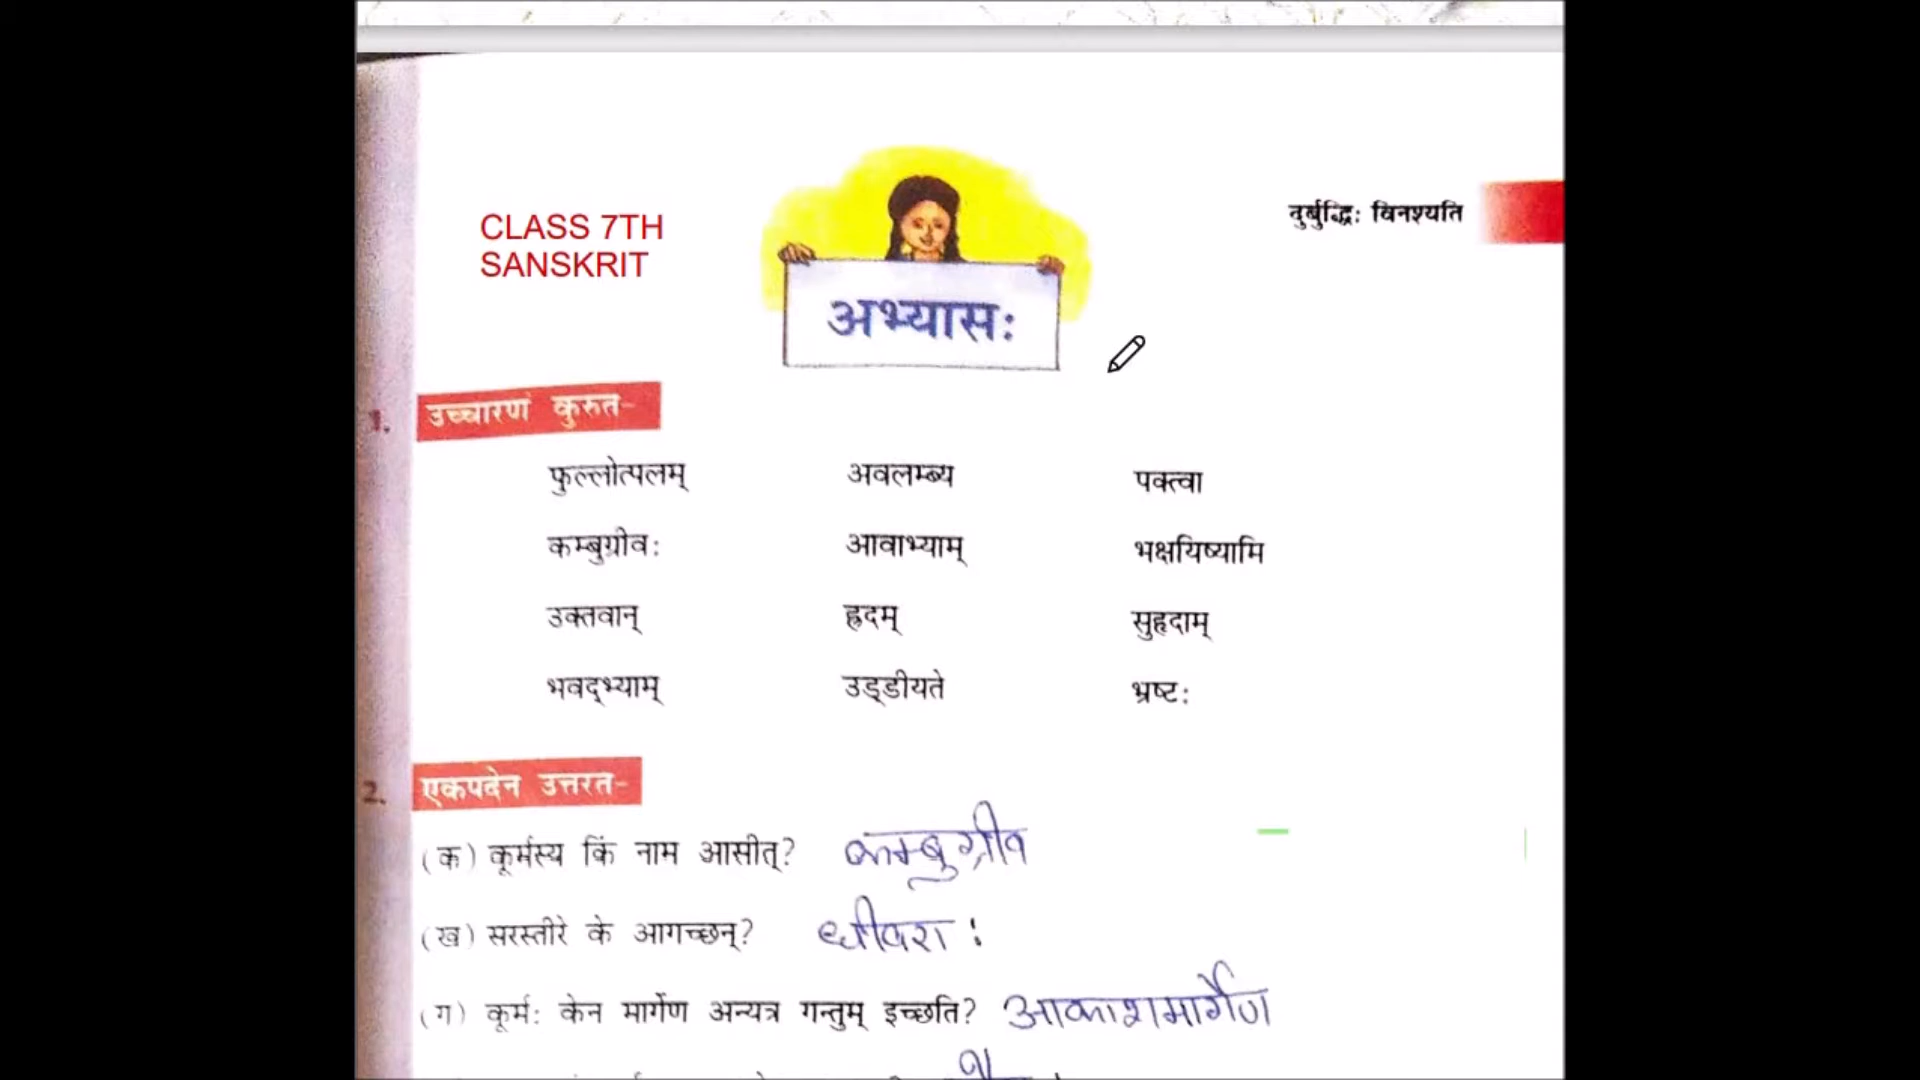 CLASS 7TH
SANSKRIT
दुर्बुद्धिः विनश्यति
अभ्यासः
1. उच्चारणं कुरुत-
फुल्लोत्पलम् अवलम्ब्य पक्त्वा
कम्बुग्रीवः आवाभ्याम् भक्षयिष्यामि
उक्तवान् ह्रदम् सुहृदाम्
भवद्भ्याम् उड्डीयते भ्रष्टः
2. एकपदेन उत्तरत-
(क) कूर्मस्य किं नाम आसीत्? कम्बुग्रीव
(ख) सरस्तीरे के आगच्छन्? धीवराः
(ग) कूर्मः केन मार्गेण अन्यत्र गन्तुम् इच्छति? आकाशमार्गेण